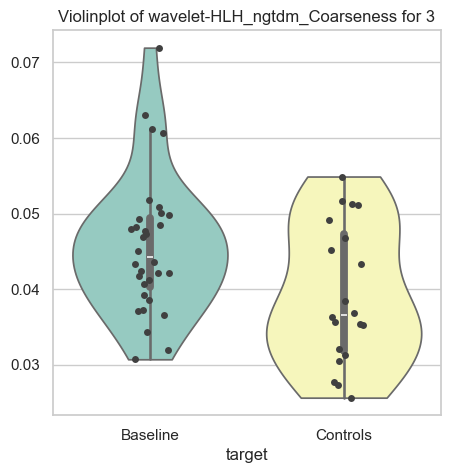 Violinplot of wavelet-HLH_ngtdm_Coarseness for 3
0.07
0.06
0.05
0.04
0.03
Baseline Controls
target